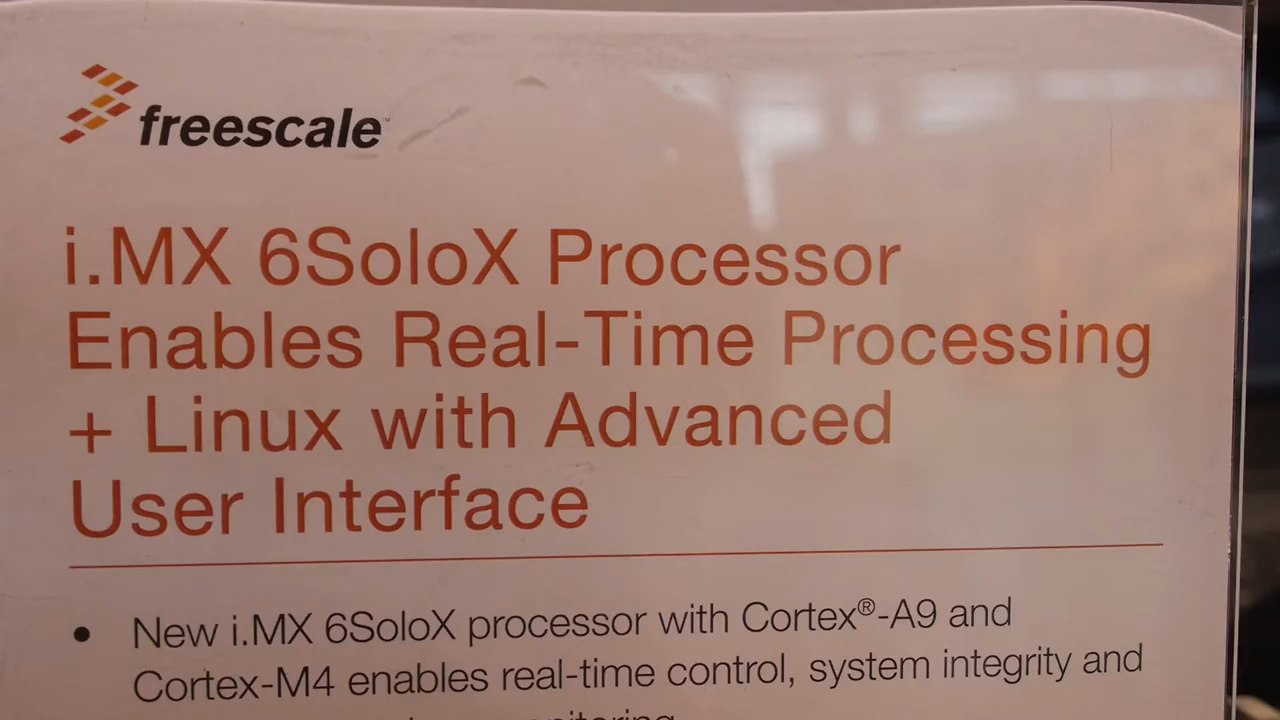 freescale™
i.MX 6SoloX Processor
Enables Real-Time Processing
+ Linux with Advanced
User Interface
• New i.MX 6SoloX processor with Cortex®-A9 and
Cortex-M4 enables real-time control, system integrity and